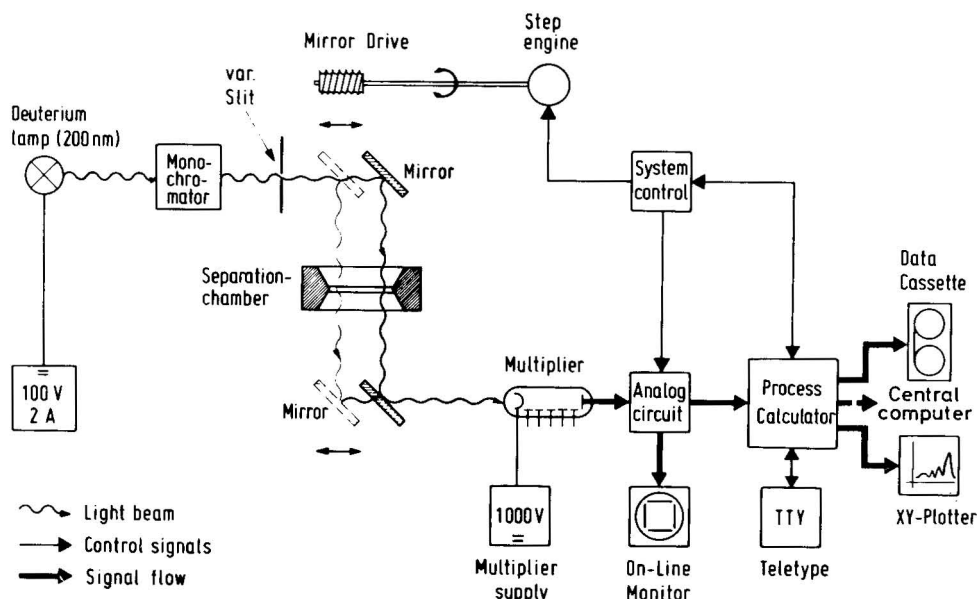 Mirror Drive
Step
engine
var.
Slit
Deuterium
lamp (200nm)
Mono-
chro-
mator
Mirror
System
control
Separation-
chamber
Data
Cassette
100 V
2 A
Mirror
Multiplier
Analog
circuit
Process
Calculator
Central
computer
1000V
TTY
XY-Plotter
Light beam
Control signals
Signal flow
Multiplier
supply
On-Line
Monitor
Teletype